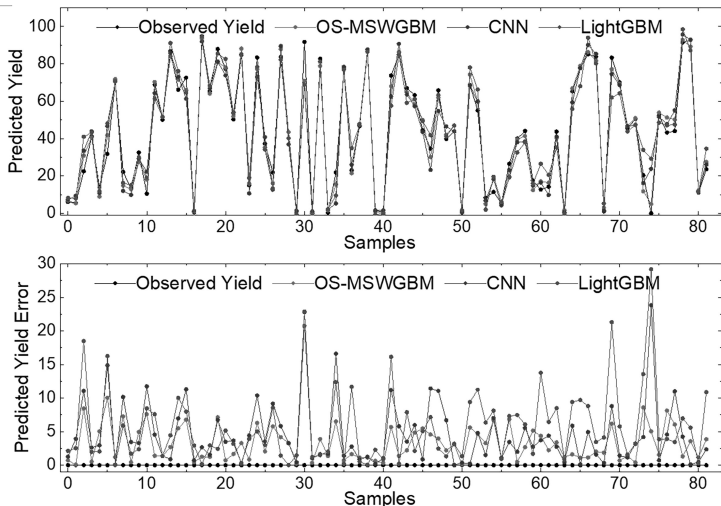 Observed Yield OS-MSWGBM CNN LightGBM
Predicted Yield
100
80
60
40
20
0
0 10 20 30 40 50 60 70 80
Samples
Observed Yield OS-MSWGBM CNN LightGBM
Predicted Yield Error
30
25
20
15
10
5
0
0 10 20 30 40 50 60 70 80
Samples